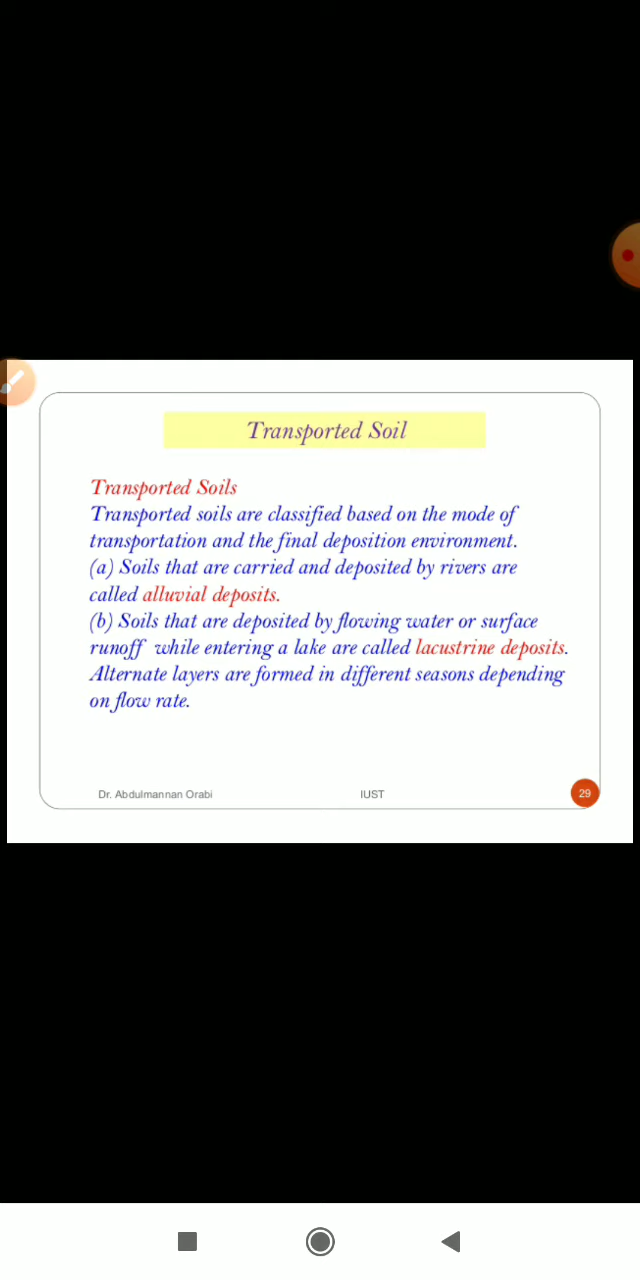 Transported Soil
Transported Soils
Transported soils are classified based on the mode of
transportation and the final deposition environment.
(a) Soils that are carried and deposited by rivers are
called alluvial deposits.
(b) Soils that are deposited by flowing water or surface
runoff while entering a lake are called lacustrine deposits.
Alternate layers are formed in different seasons depending
on flow rate.
Dr. Abdulmannan Orabi IUST 29